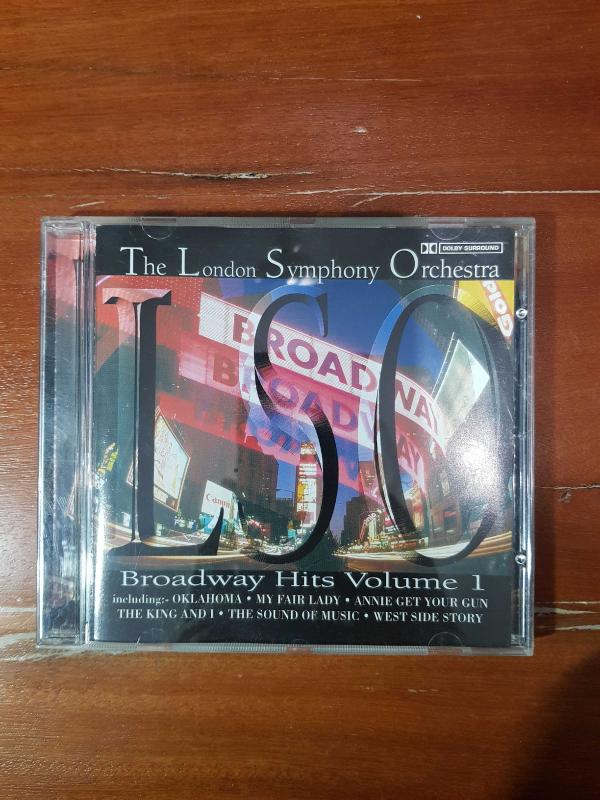 DOLBY SURROUND
The London Symphony Orchestra
LSO
BROADWAY
BROADWAY
Canon
Broadway Hits Volume 1
including:- OKLAHOMA • MY FAIR LADY • ANNIE GET YOUR GUN
THE KING AND I • THE SOUND OF MUSIC • WEST SIDE STORY